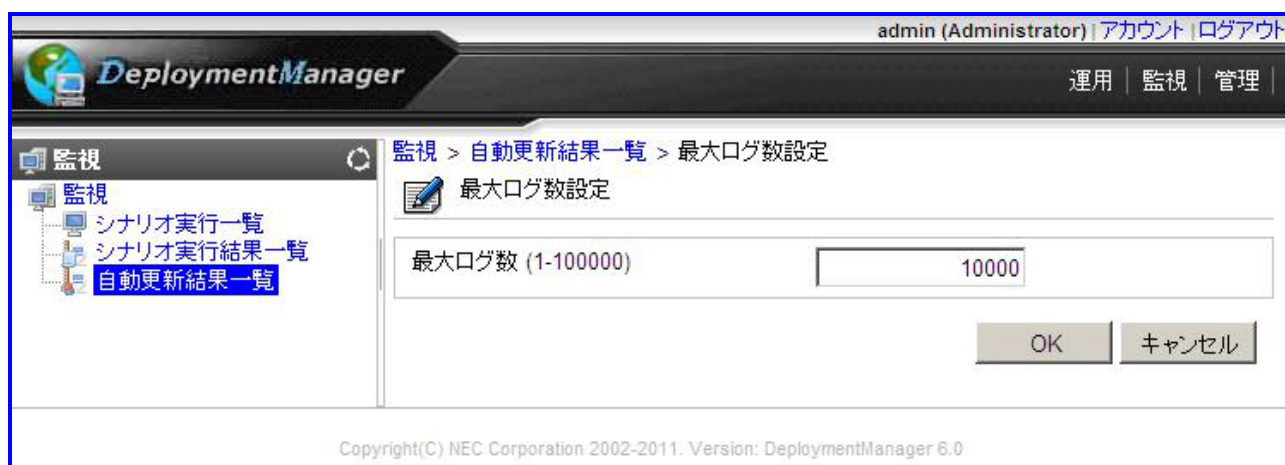 admin (Administrator) | アカウント | ログアウト
DeploymentManager
運用 | 監視 | 管理 |
監視
監視
シナリオ実行一覧
シナリオ実行結果一覧
自動更新結果一覧
監視 > 自動更新結果一覧 > 最大ログ数設定
最大ログ数設定
最大ログ数 (1-100000)
10000
OK キャンセル
Copyright(C) NEC Corporation 2002-2011. Version: DeploymentManager 6.0